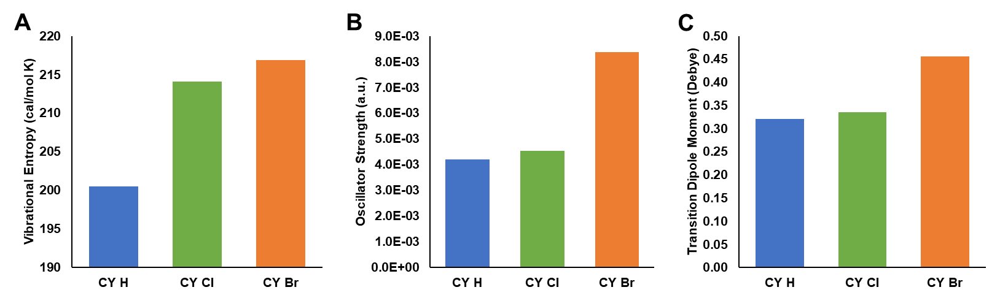 A
Vibrational Entropy (cal/mol K)
220
215
210
205
200
195
190
CY H
CY Cl
CY Br
B
Oscillator Strength (a.u.)
9.0E-03
8.0E-03
7.0E-03
6.0E-03
5.0E-03
4.0E-03
3.0E-03
2.0E-03
1.0E-03
0.0E+00
CY H
CY Cl
CY Br
C
Transition Dipole Moment (Debye)
0.50
0.45
0.40
0.35
0.30
0.25
0.20
0.15
0.10
0.05
0.00
CY H
CY Cl
CY Br